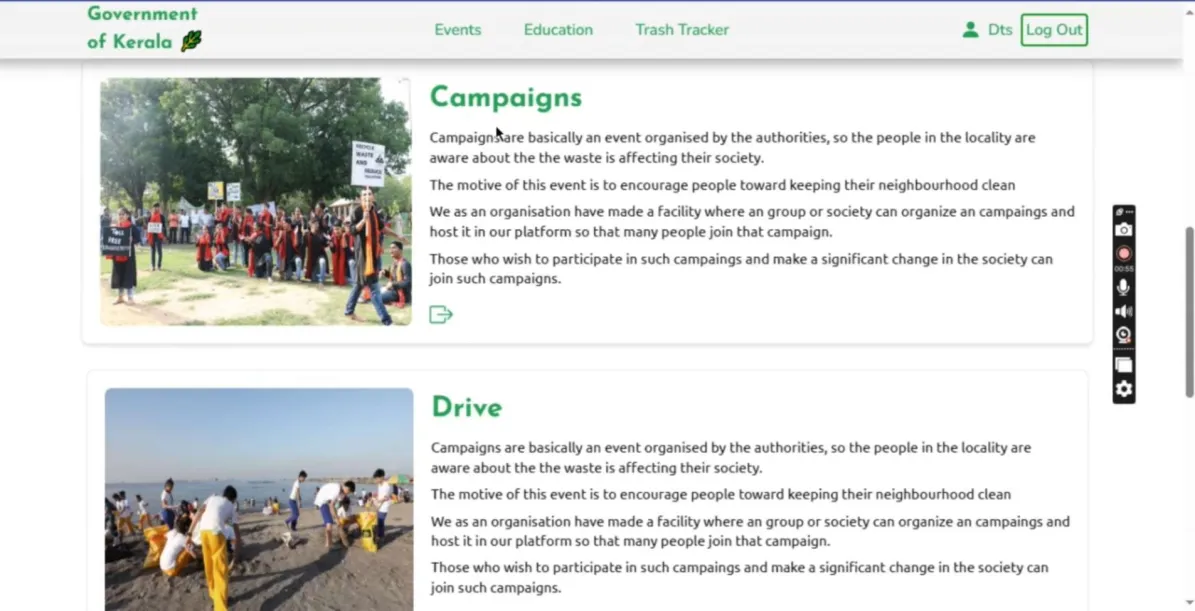 Government
of Kerala
Events Education Trash Tracker Dts Log Out
Campaigns
Campaigns are basically an event organised by the authorities, so the people in the locality are
aware about the the waste is affecting their society.
The motive of this event is to encourage people toward keeping their neighbourhood clean
We as an organisation have made a facility where an group or society can organize an campaings and
host it in our platform so that many people join that campaign.
Those who wish to participate in such campaings and make a significant change in the society can
join such campaigns.
00:55
Drive
Campaigns are basically an event organised by the authorities, so the people in the locality are
aware about the the waste is affecting their society.
The motive of this event is to encourage people toward keeping their neighbourhood clean
We as an organisation have made a facility where an group or society can organize an campaings and
host it in our platform so that many people join that campaign.
Those who wish to participate in such campaings and make a significant change in the society can
join such campaigns.